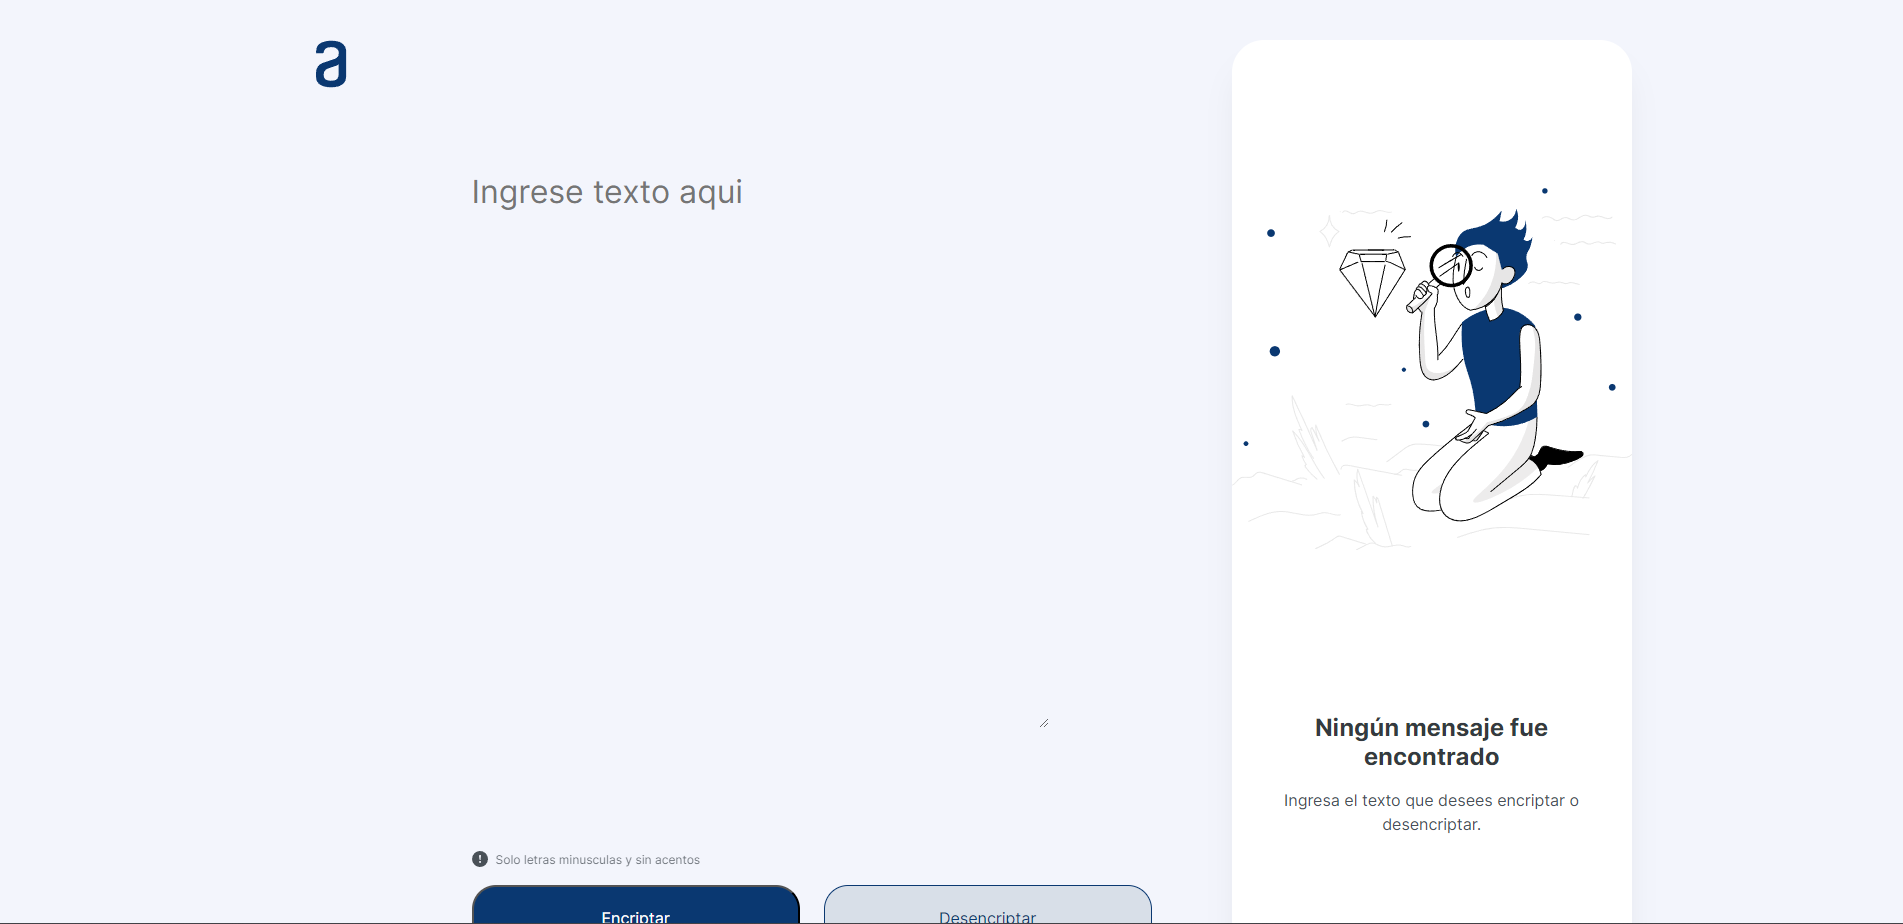 a
Ingrese texto aqui
Ningún mensaje fue
encontrado
Ingresa el texto que desees encriptar o
desencriptar.
Solo letras minusculas y sin acentos
Encriptar
Desencriptar